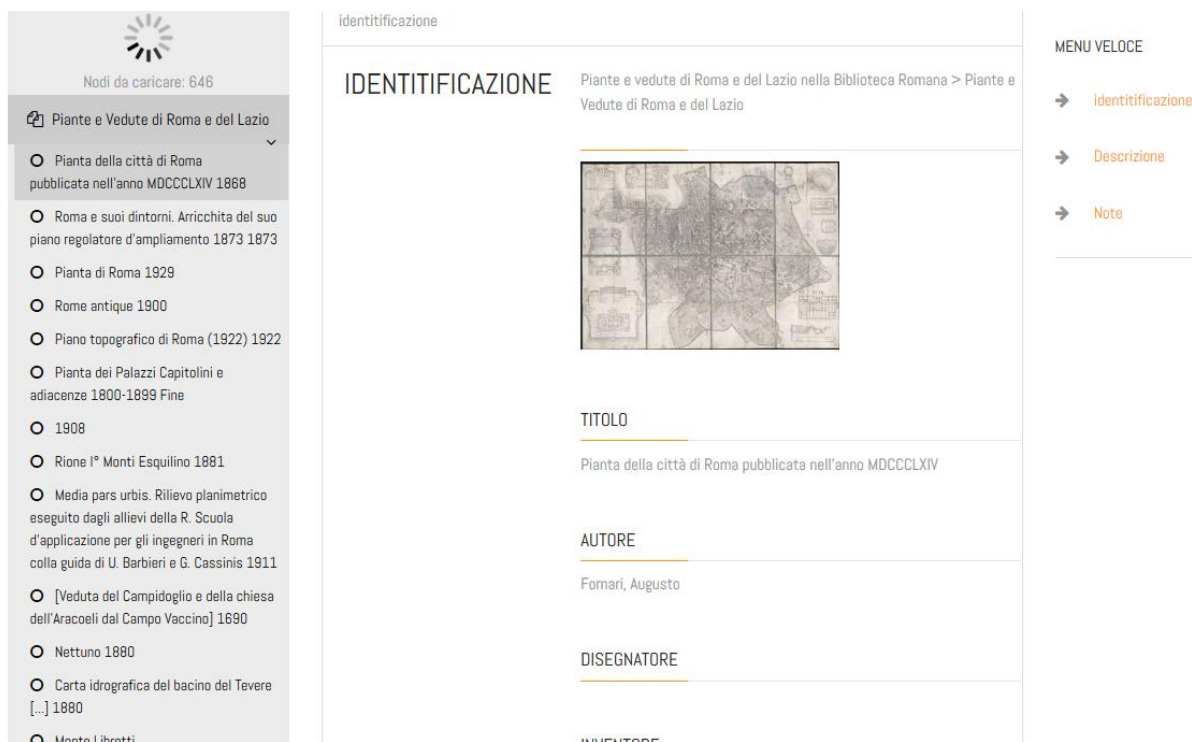 Nodi da caricare: 646
Piante e Vedute di Roma e del Lazio
Pianta della città di Roma
pubblicata nell'anno MDCCCLXIV 1868
Roma e suoi dintorni. Arricchita del suo
piano regolatore d'ampliamento 1873 1873
Pianta di Roma 1929
Rome antique 1900
Piano topografico di Roma (1922) 1922
Pianta dei Palazzi Capitolini e
adiacenze 1800-1899 Fine
1908
Rione I° Monti Esquilino 1881
Media pars urbis. Rilievo planimetrico
eseguito dagli allievi della R. Scuola
d'applicazione per gli ingegneri in Roma
colla guida di U. Barbieri e G. Cassinis 1911
[Veduta del Campidoglio e della chiesa
dell'Aracoeli dal Campo Vaccino] 1690
Nettuno 1880
Carta idrografica del bacino del Tevere
[...] 1880
Monte Libretti
identitificazione
IDENTITIFICAZIONE
Piante e vedute di Roma e del Lazio nella Biblioteca Romana > Piante e
Vedute di Roma e del Lazio
TITOLO
Pianta della città di Roma pubblicata nell'anno MDCCCLXIV
AUTORE
Fornari, Augusto
DISEGNATORE
INVENTORE
MENU VELOCE
identitificazione
Descrizione
Note